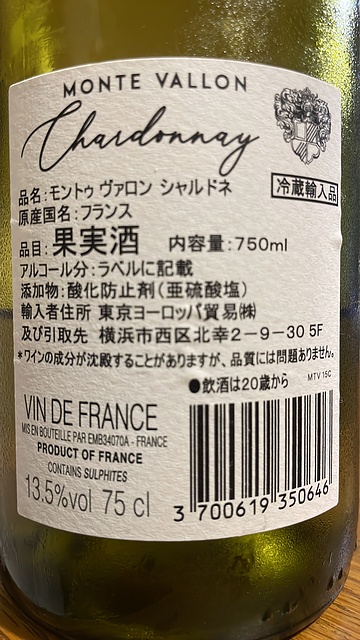 MONTE VALLON
Chardonnay
品名:モントゥ ヴァロン シャルドネ
冷蔵輸入品
原産国名:フランス
品目:果実酒 内容量:750ml
アルコール分:ラベルに記載
添加物:酸化防止剤(亜硫酸塩)
輸入者住所 東京ヨーロッパ貿易㈱
及び引取先 横浜市西区北幸2-9-30 5F
*ワインの成分が沈殿することがありますが、品質には問題ありません。
●飲酒は20歳から MTV 15C
VIN DE FRANCE
MIS EN BOUTEILLE PAR EMB34070A - FRANCE
PRODUCT OF FRANCE
CONTAINS SULPHITES
13.5%vol 75 cl
3 700619 350646